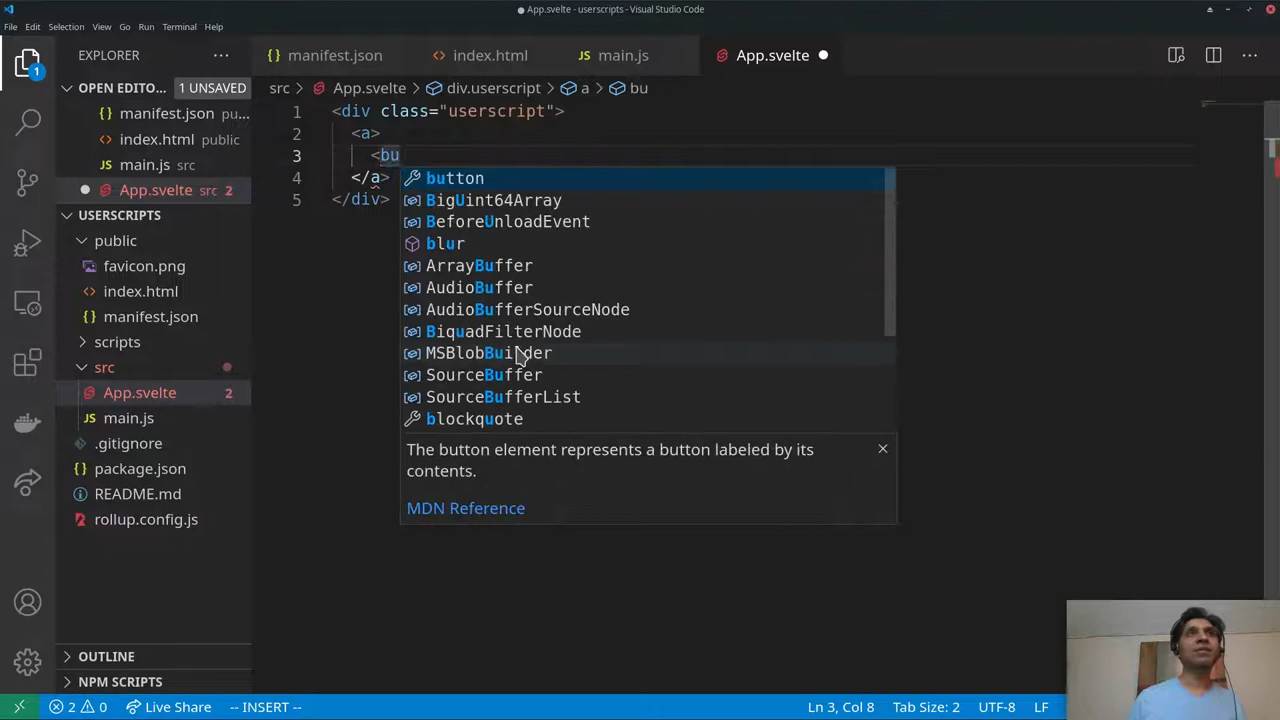 App.svelte - userscripts - Visual Studio Code
File Edit Selection View Go Run Terminal Help
EXPLORER ···
manifest.json index.html main.js App.svelte
1
OPEN EDITO... 1 UNSAVED
manifest.json pu...
index.html public
main.js src
App.svelte src 2
USERSCRIPTS
public
favicon.png
index.html
manifest.json
scripts
src
App.svelte 2
main.js
.gitignore
package.json
README.md
rollup.config.js
OUTLINE
NPM SCRIPTS
src > App.svelte > div.userscript > a > bu
1 <div class="userscript">
2 <a>
3 <bu
4 </a>
5 </div>
button
BigUint64Array
BeforeUnloadEvent
blur
ArrayBuffer
AudioBuffer
AudioBufferSourceNode
BiquadFilterNode
MSBlobBuilder
SourceBuffer
SourceBufferList
blockquote
The button element represents a button labeled by its
contents.
MDN Reference
2 0 Live Share -- INSERT -- Ln 3, Col 8 Tab Size: 2 UTF-8 LF